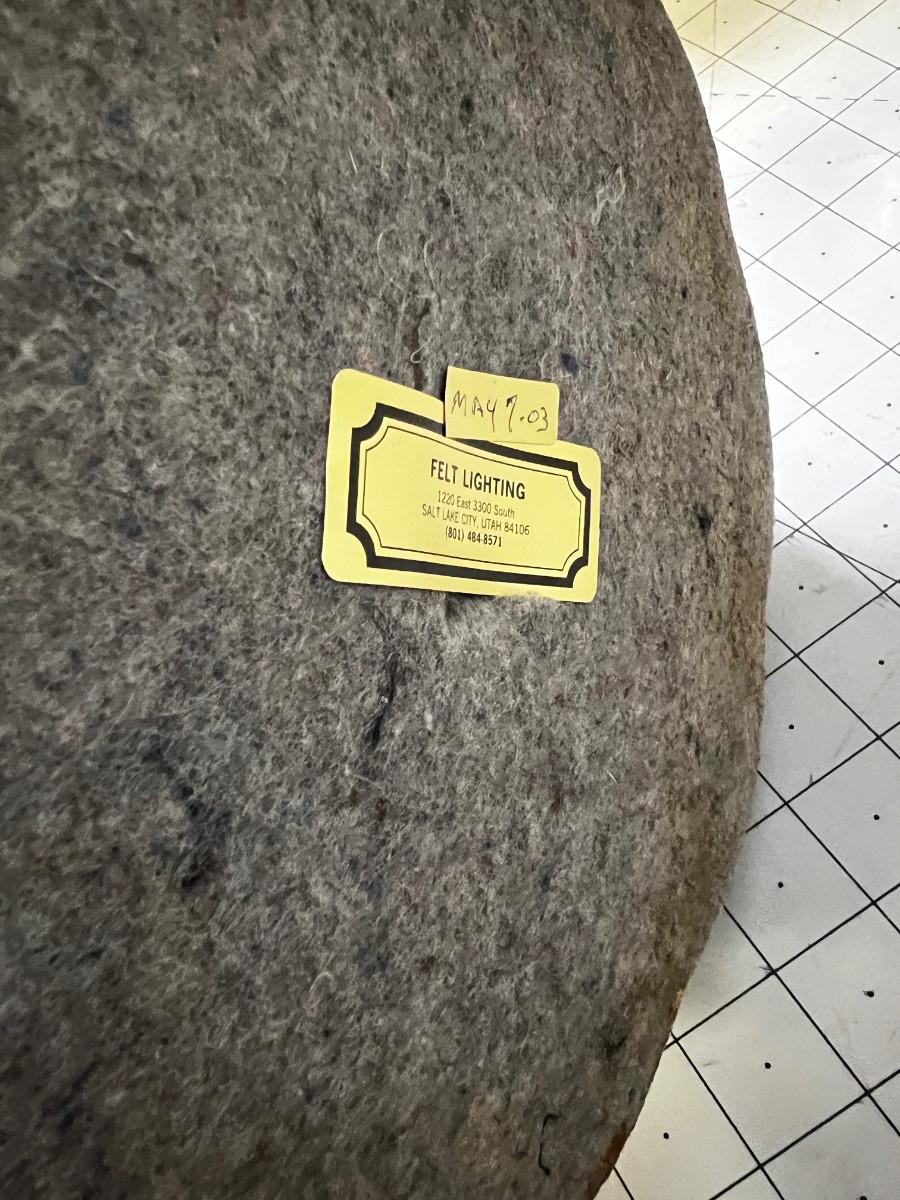 MAY 7.03
FELT LIGHTING
1220 East 3300 South
SALT LAKE CITY, UTAH 84106
(801) 484-8571